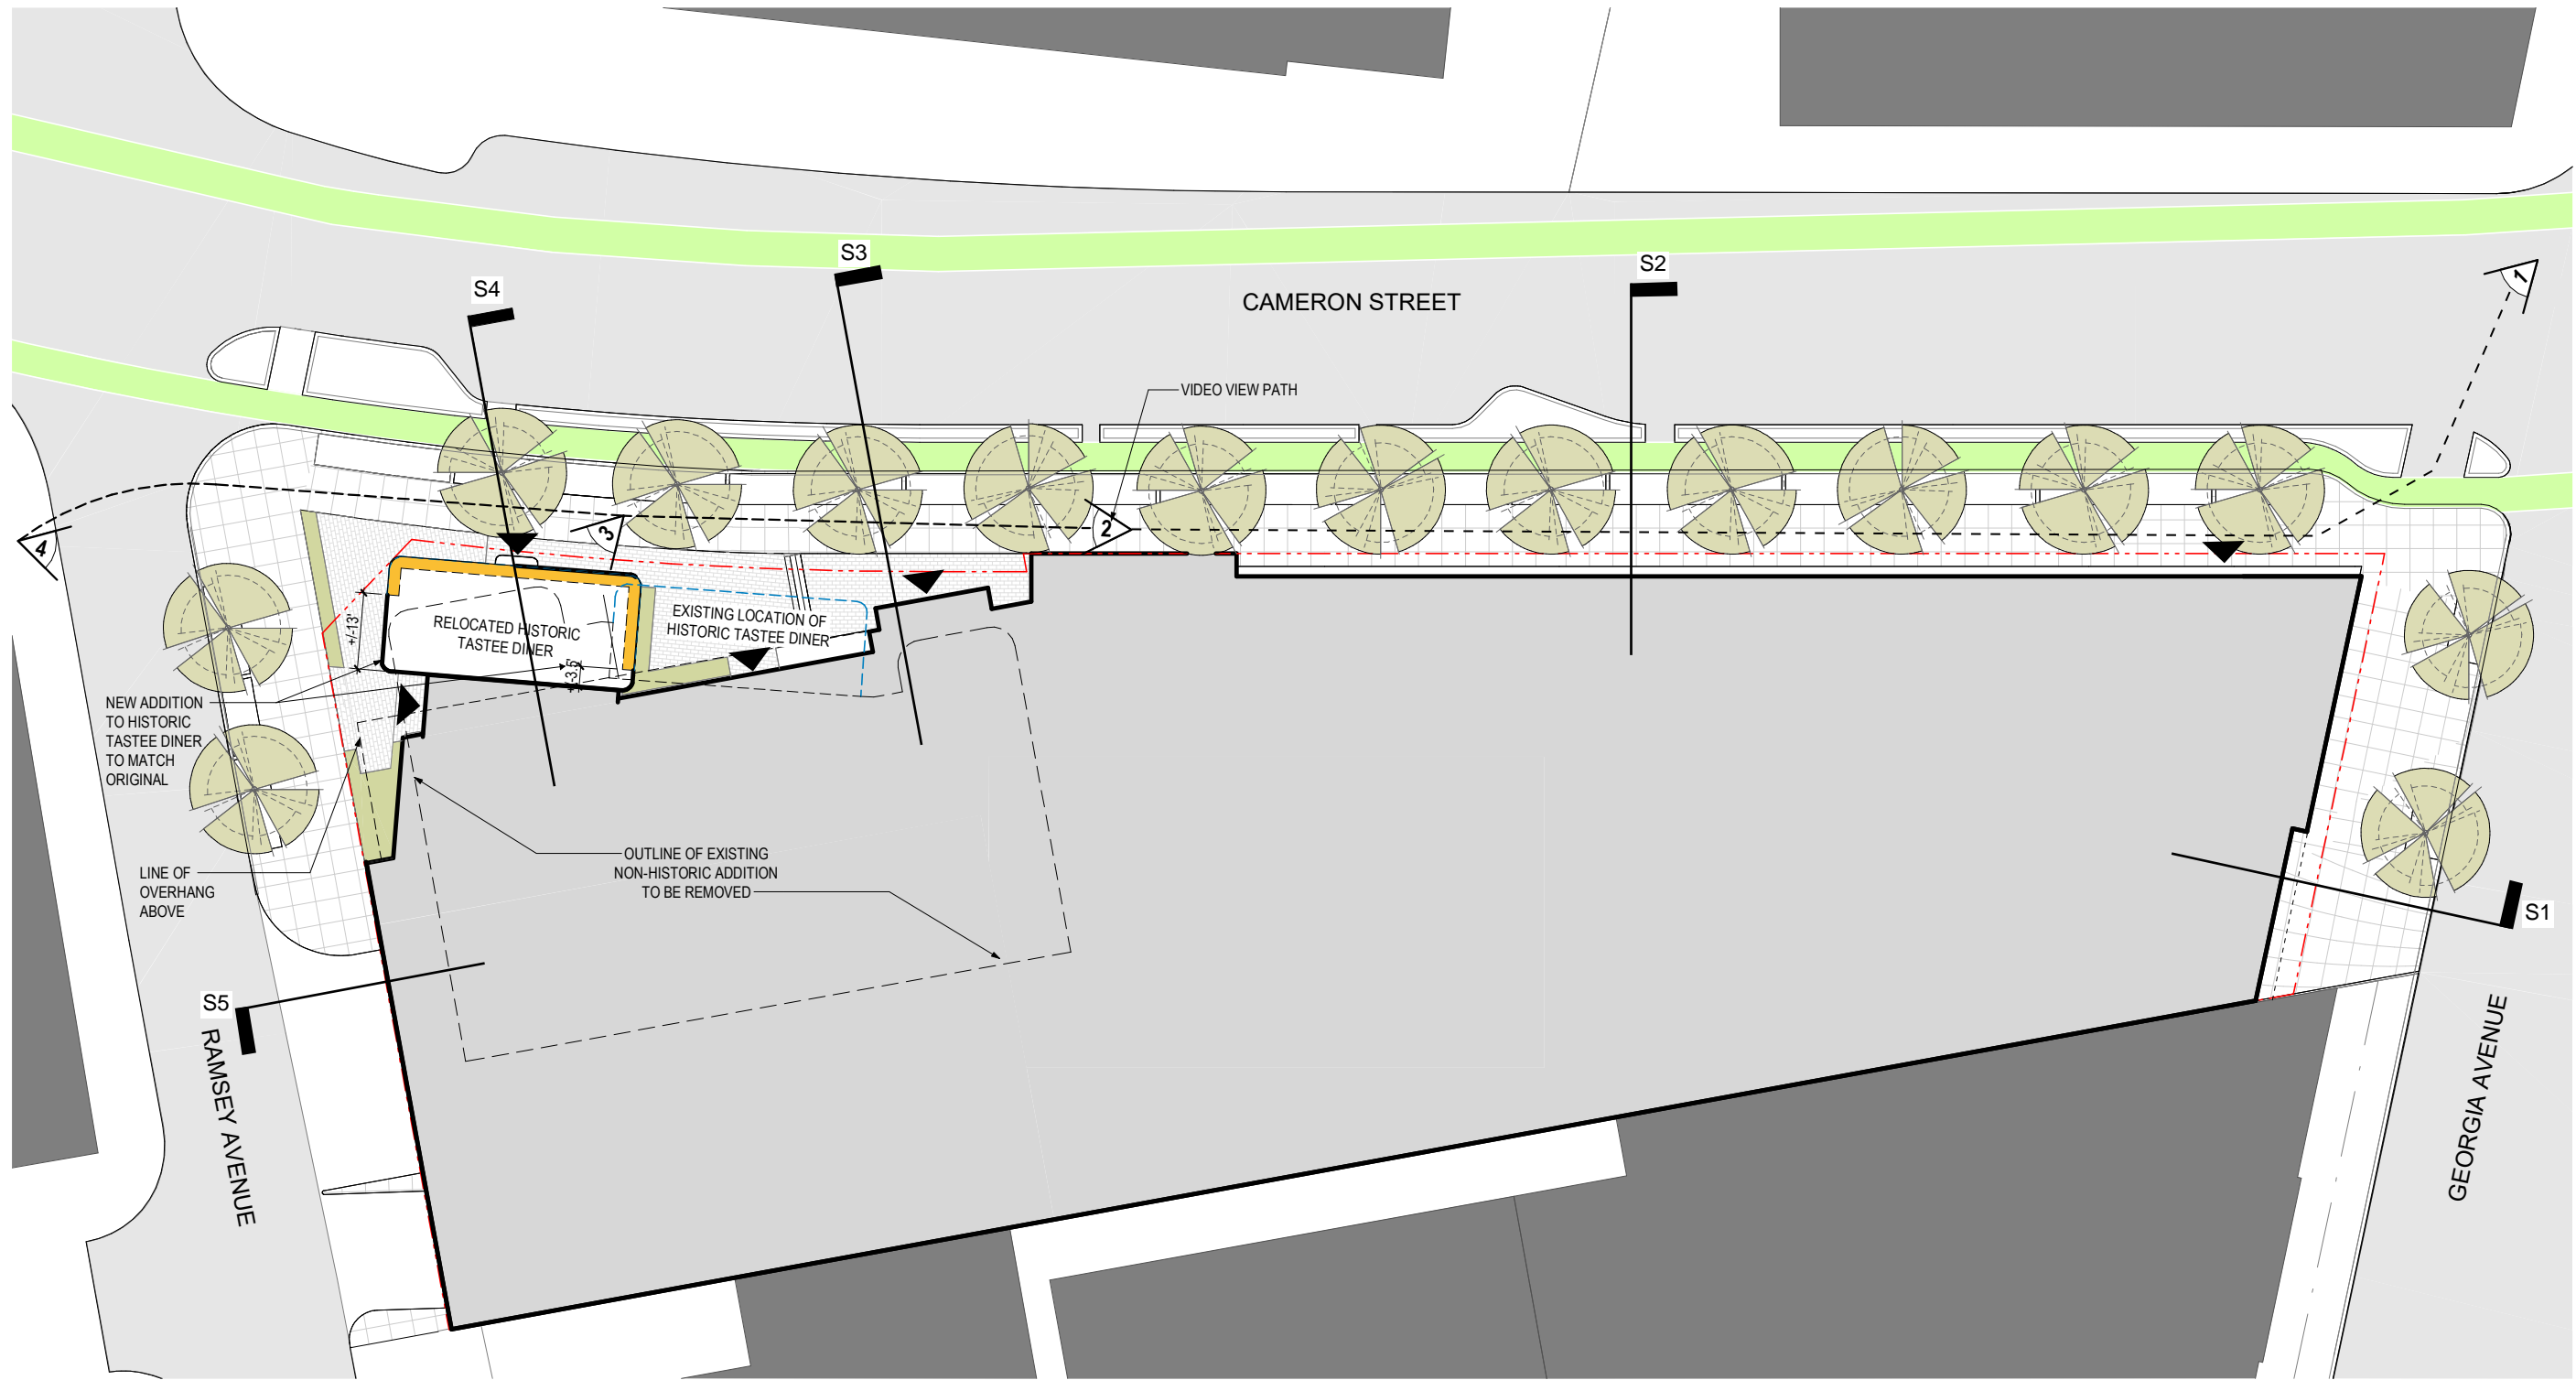 S3
S2
S4
CAMERON STREET
1
VIDEO VIEW PATH
3
2
4
EXISTING LOCATION OF
HISTORIC TASTEE DINER
RELOCATED HISTORIC
TASTEE DINER
+/-13'
NEW ADDITION
TO HISTORIC
TASTEE DINER
TO MATCH
ORIGINAL
LINE OF
OVERHANG
ABOVE
OUTLINE OF EXISTING
NON-HISTORIC ADDITION
TO BE REMOVED
S1
S5
RAMSEY AVENUE
GEORGIA AVENUE